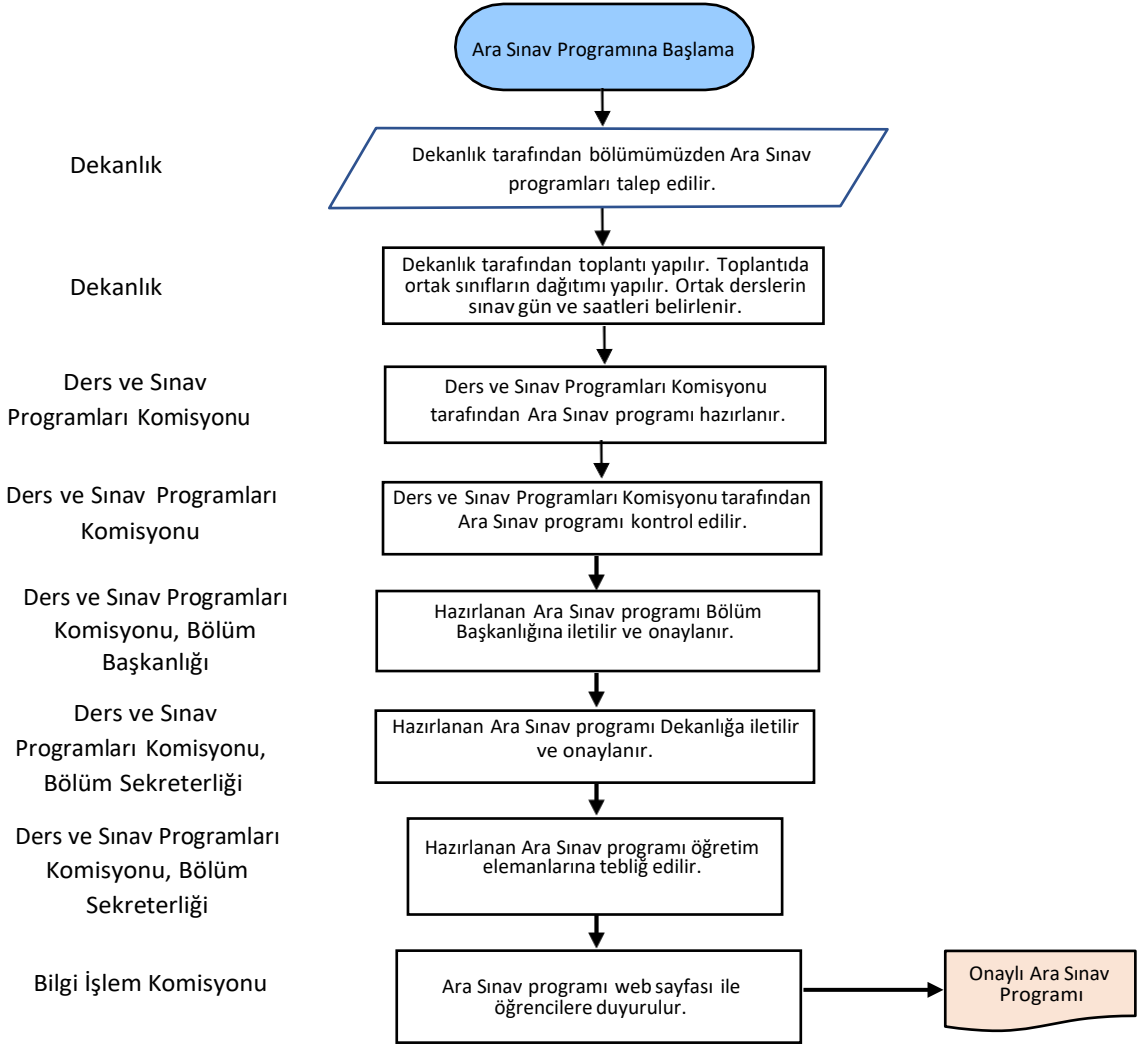 Ara Sınav Programına Başlama
Dekanlık
Dekanlık tarafından bölümümüzden Ara Sınav
programları talep edilir.
Dekanlık
Dekanlık tarafından toplantı yapılır. Toplantıda
ortak sınıfların dağıtımı yapılır. Ortak derslerin
sınav gün ve saatleri belirlenir.
Ders ve Sınav
Programları Komisyonu
Ders ve Sınav Programları Komisyonu
tarafından Ara Sınav programı hazırlanır.
Ders ve Sınav Programları
Komisyonu
Ders ve Sınav Programları Komisyonu tarafından
Ara Sınav programı kontrol edilir.
Ders ve Sınav Programları
Komisyonu, Bölüm
Başkanlığı
Hazırlanan Ara Sınav programı Bölüm
Başkanlığına iletilir ve onaylanır.
Ders ve Sınav
Programları Komisyonu,
Bölüm Sekreterliği
Hazırlanan Ara Sınav programı Dekanlığa iletilir
ve onaylanır.
Ders ve Sınav Programları
Komisyonu, Bölüm
Sekreterliği
Hazırlanan Ara Sınav programı öğretim
elemanlarına tebliğ edilir.
Bilgi İşlem Komisyonu
Ara Sınav programı web sayfası ile
öğrencilere duyurulur.
Onaylı Ara Sınav
Programı